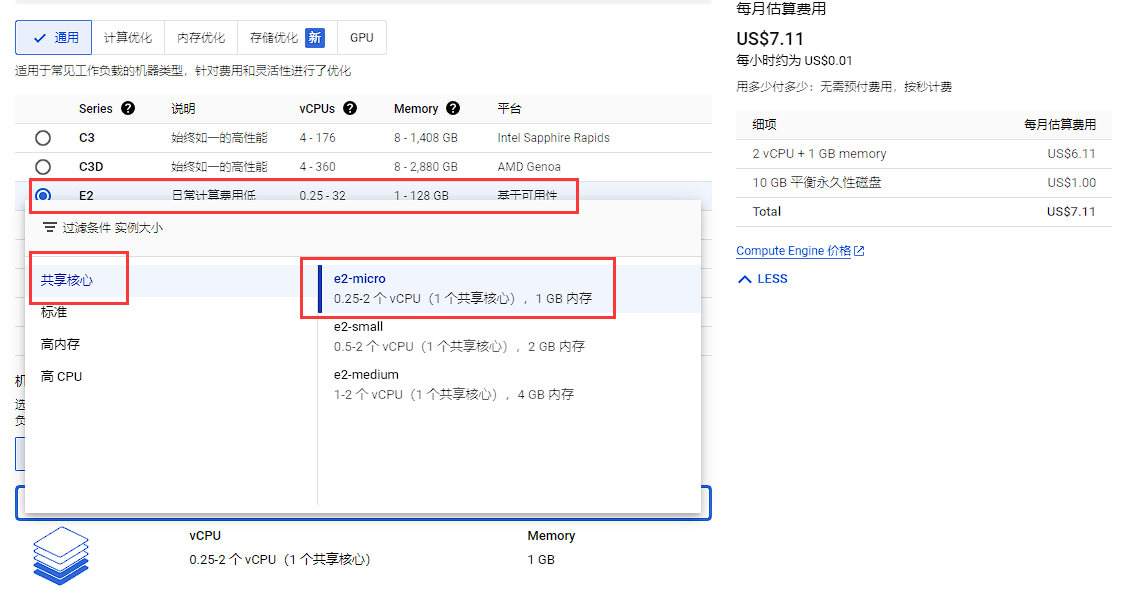 通用 计算优化 内存优化 存储优化 新 GPU
适用于常见工作负载的机器类型，针对费用和灵活性进行了优化
Series 说明 vCPUs Memory 平台
C3 始终如一的高性能 4 - 176 8 - 1,408 GB Intel Sapphire Rapids
C3D 始终如一的高性能 4 - 360 8 - 2,880 GB AMD Genoa
E2 日常计算费用低 0.25 - 32 1 - 128 GB 基于可用性
过滤条件 实例大小
共享核心
标准
高内存
高 CPU
e2-micro
0.25-2 个 vCPU（1 个共享核心），1 GB 内存
e2-small
0.5-2 个 vCPU（1 个共享核心），2 GB 内存
e2-medium
1-2 个 vCPU（1 个共享核心），4 GB 内存
机
选
负
vCPU Memory
0.25-2 个 vCPU（1 个共享核心） 1 GB
每月估算费用
US$7.11
每小时约为 US$0.01
用多少付多少：无需预付费用，按秒计费
细项 每月估算费用
2 vCPU + 1 GB memory US$6.11
10 GB 平衡永久性磁盘 US$1.00
Total US$7.11
Compute Engine 价格
LESS